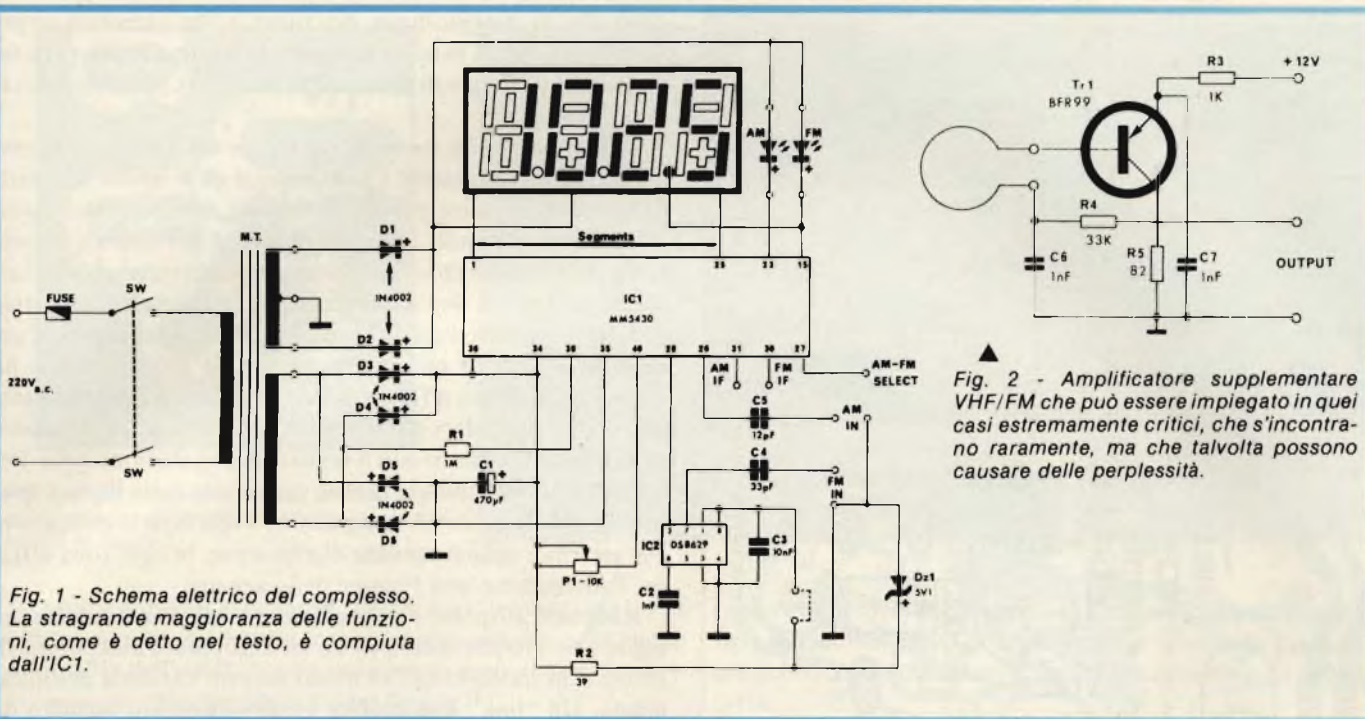 AM
FM
M.T.
D1
Segments
1
25
23
15
FUSE
SW
1N4002
IC1
MM5430
D2
34
35
40
31
30
27
D3
AM
IF
FM
IF
AM-FM
SELECT
220V a.c.
1N4002
D4
C5
12pF
AM
IN
R1
1M
C4
33pF
FM
IN
D5
C1
470µF
1N4002
SW
D6
IC2
DS8629
C3
10nF
P1-10K
C2
1nF
Dz1
5V1
R2
39
Fig. 1 - Schema elettrico del complesso.
La stragrande maggioranza delle funzio-
ni, come è detto nel testo, è compiuta
dall'IC1.
R3
+ 12V
1K
Tr1
BFR99
R4
33K
C6
1nF
R5
82
C7
1nF
OUTPUT
Fig. 2 - Amplificatore supplementare
VHF/FM che può essere impiegato in quei
casi estremamente critici, che s'incontra-
no raramente, ma che talvolta possono
causare delle perplessità.